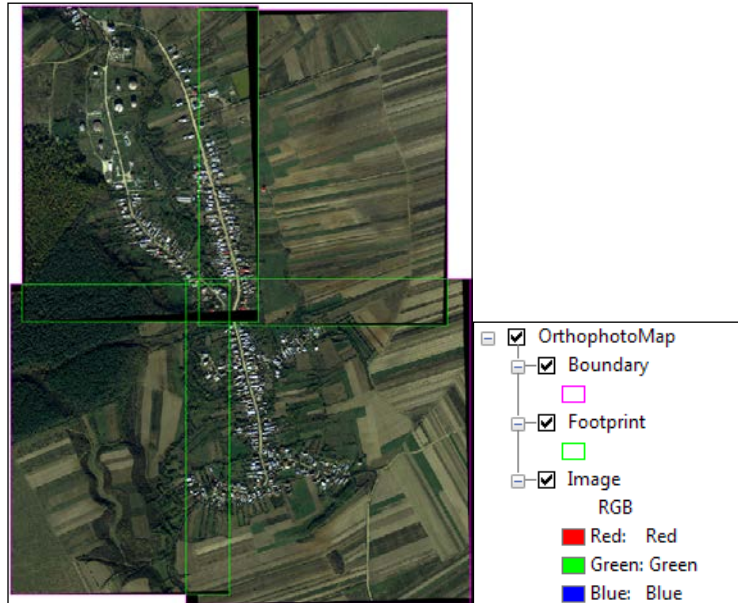 OrthophotoMap
Boundary
Footprint
Image
RGB
Red: Red
Green: Green
Blue: Blue